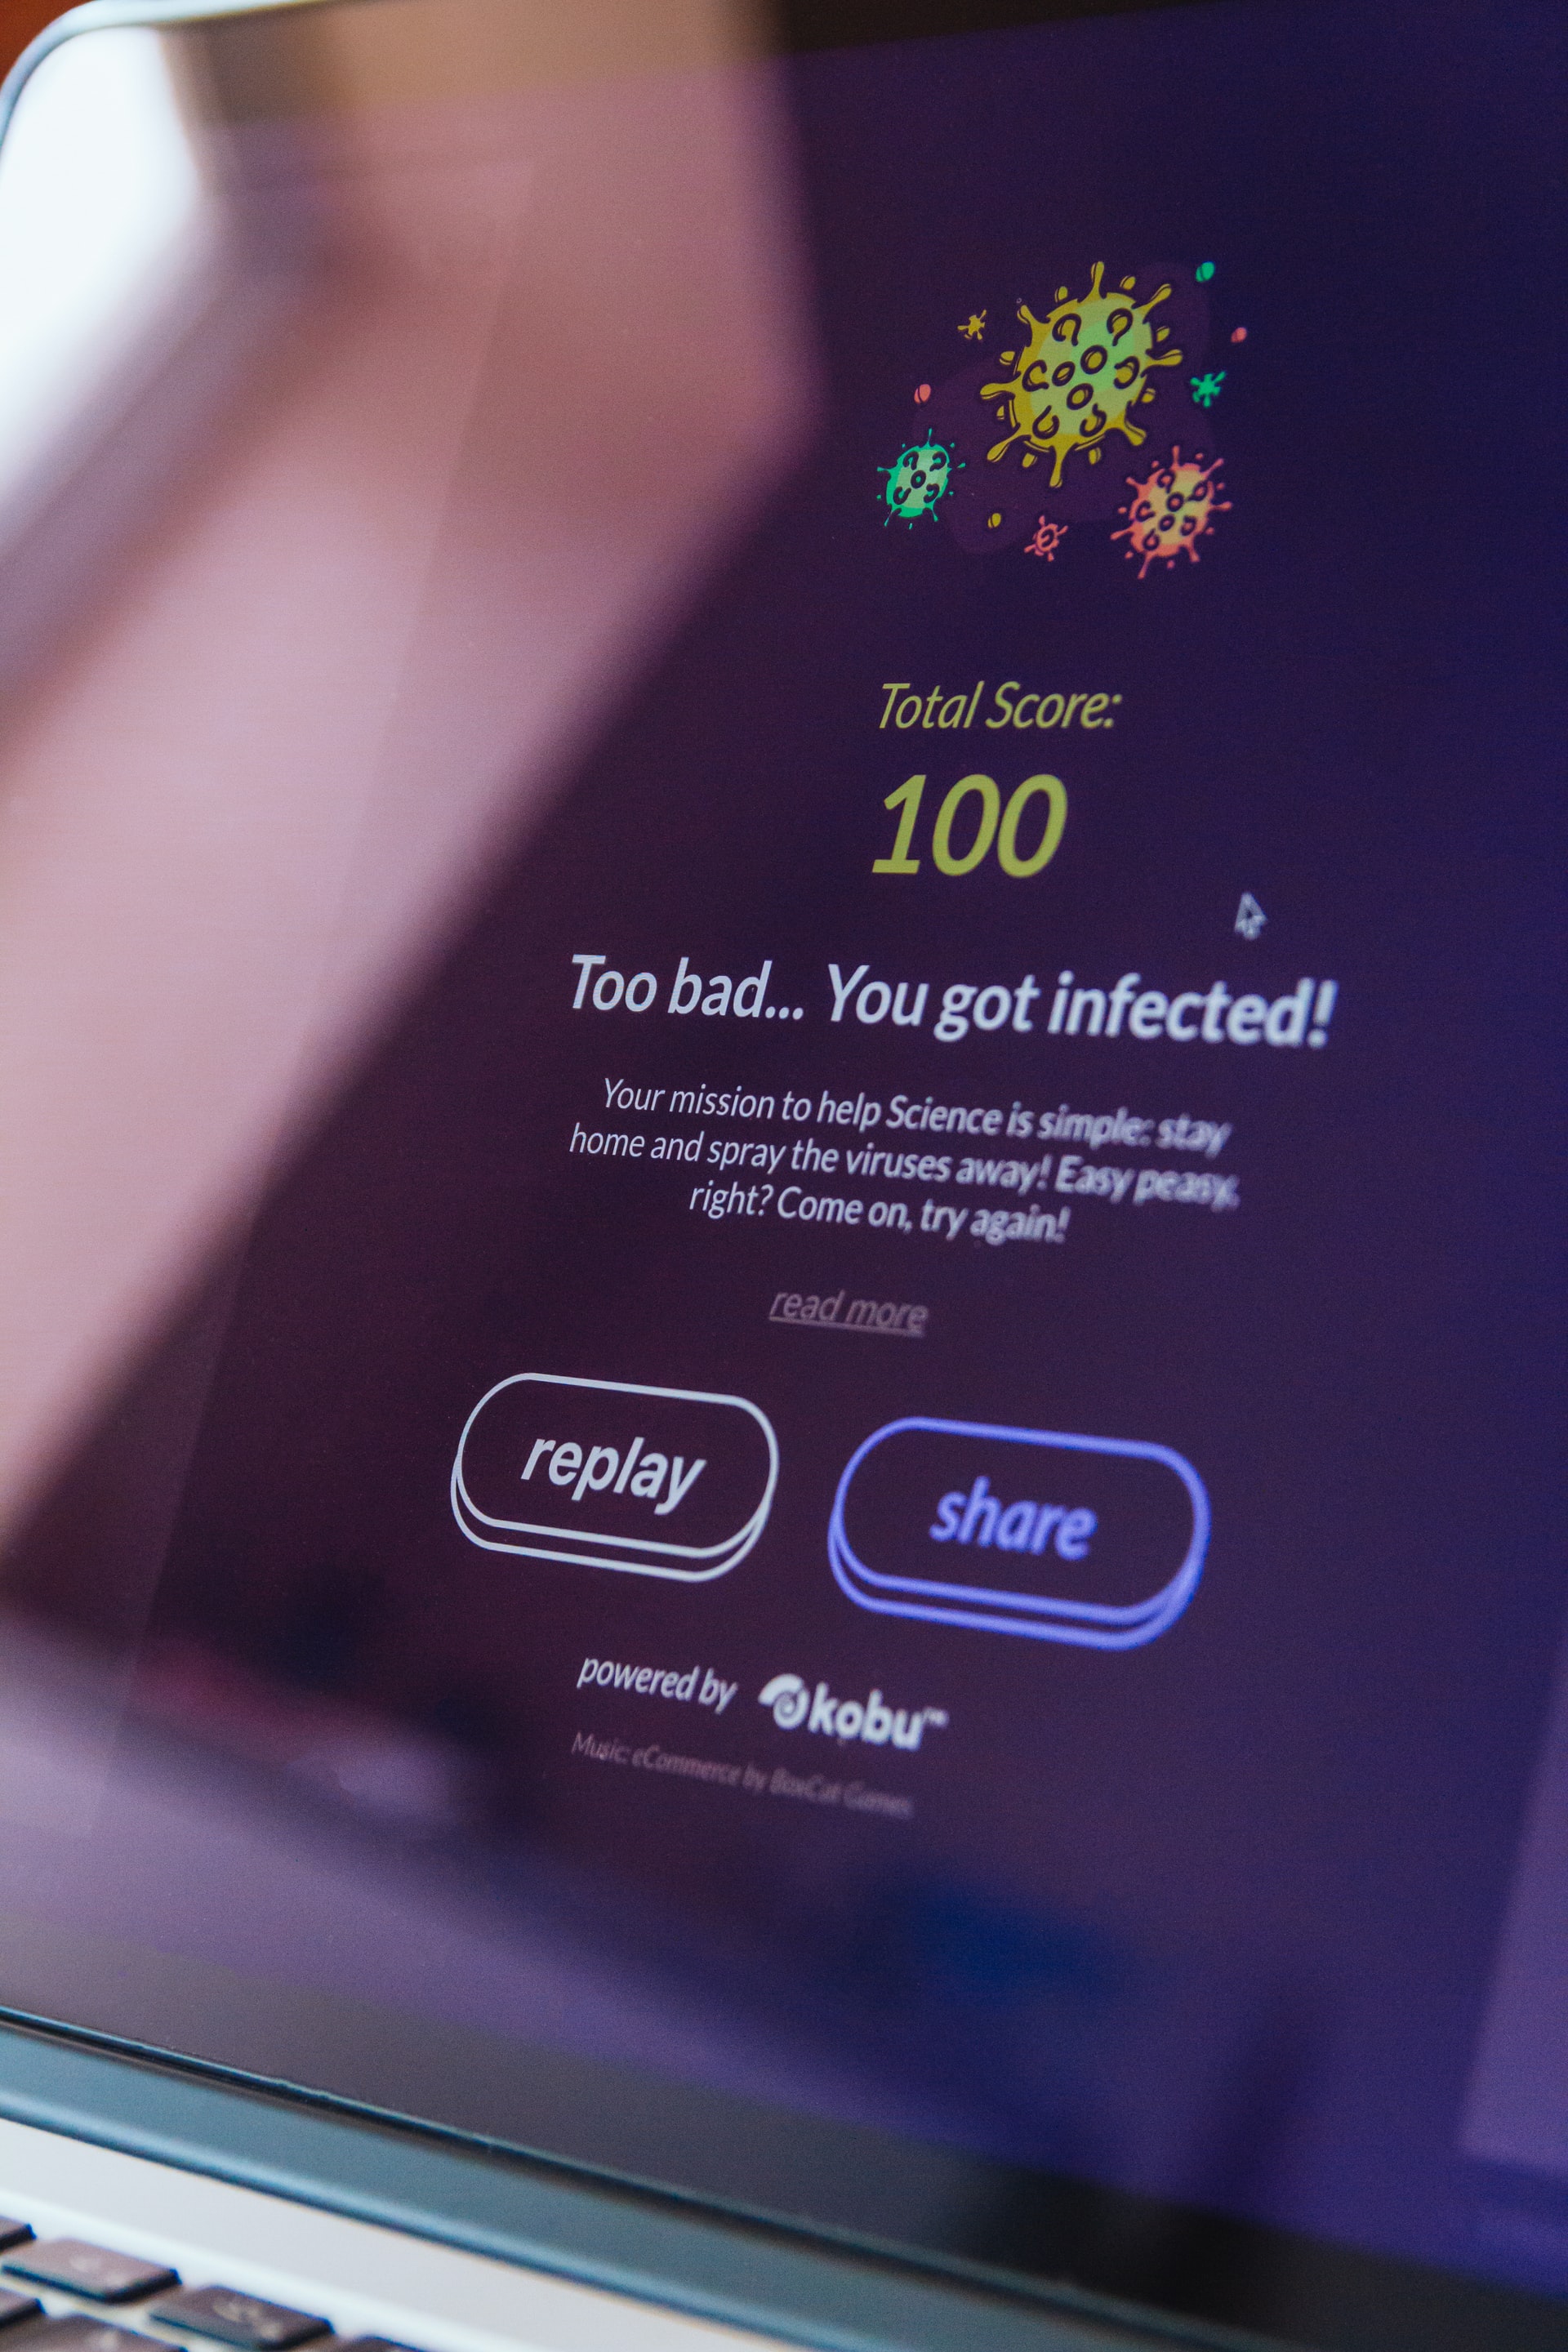 Total Score:
100
Too bad... You got infected!
Your mission to help Science is simple: stay
home and spray the viruses away! Easy peasy,
right? Come on, try again!
read more
replay
share
powered by kobu™
Music: eCommerce by BoxCat Games